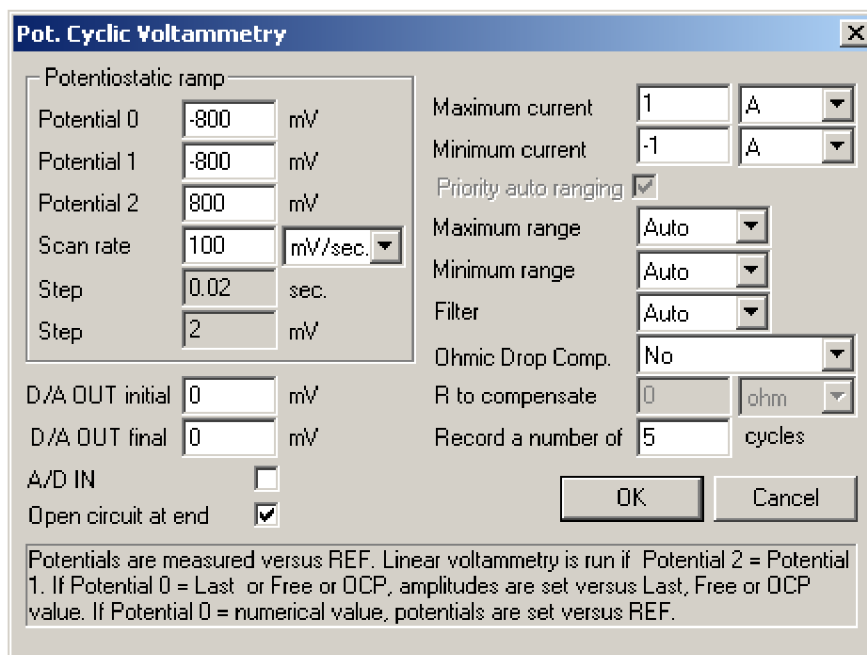 Pot. Cyclic Voltammetry
Potentiostatic ramp
Potential 0 -800 mV
Potential 1 -800 mV
Potential 2 800 mV
Scan rate 100 mV/sec.
Step 0.02 sec.
Step 2 mV
D/A OUT initial 0 mV
D/A OUT final 0 mV
A/D IN
Open circuit at end
Maximum current 1 A
Minimum current -1 A
Priority auto ranging
Maximum range Auto
Minimum range Auto
Filter Auto
Ohmic Drop Comp. No
R to compensate 0 ohm
Record a number of 5 cycles
OK Cancel
Potentials are measured versus REF. Linear voltammetry is run if Potential 2 = Potential
1. If Potential 0 = Last or Free or OCP, amplitudes are set versus Last, Free or OCP
value. If Potential 0 = numerical value, potentials are set versus REF.